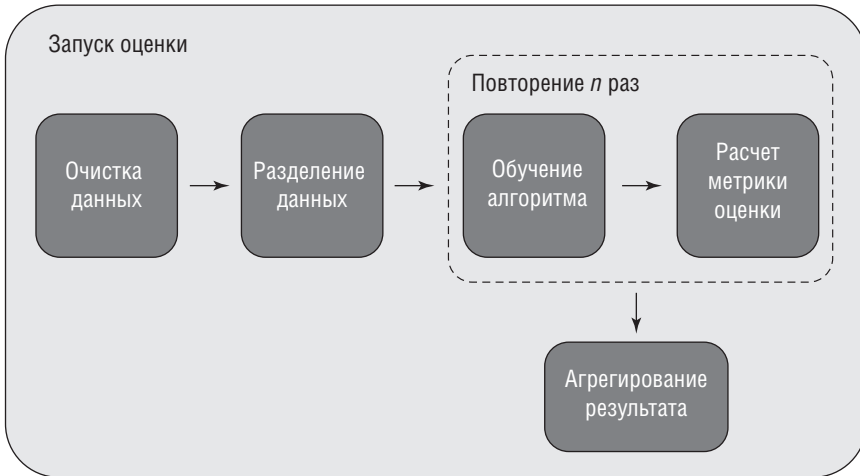 Запуск оценки
Повторение n раз
Очистка
данных
Разделение
данных
Обучение
алгоритма
Расчет
метрики
оценки
Агрегирование
результата